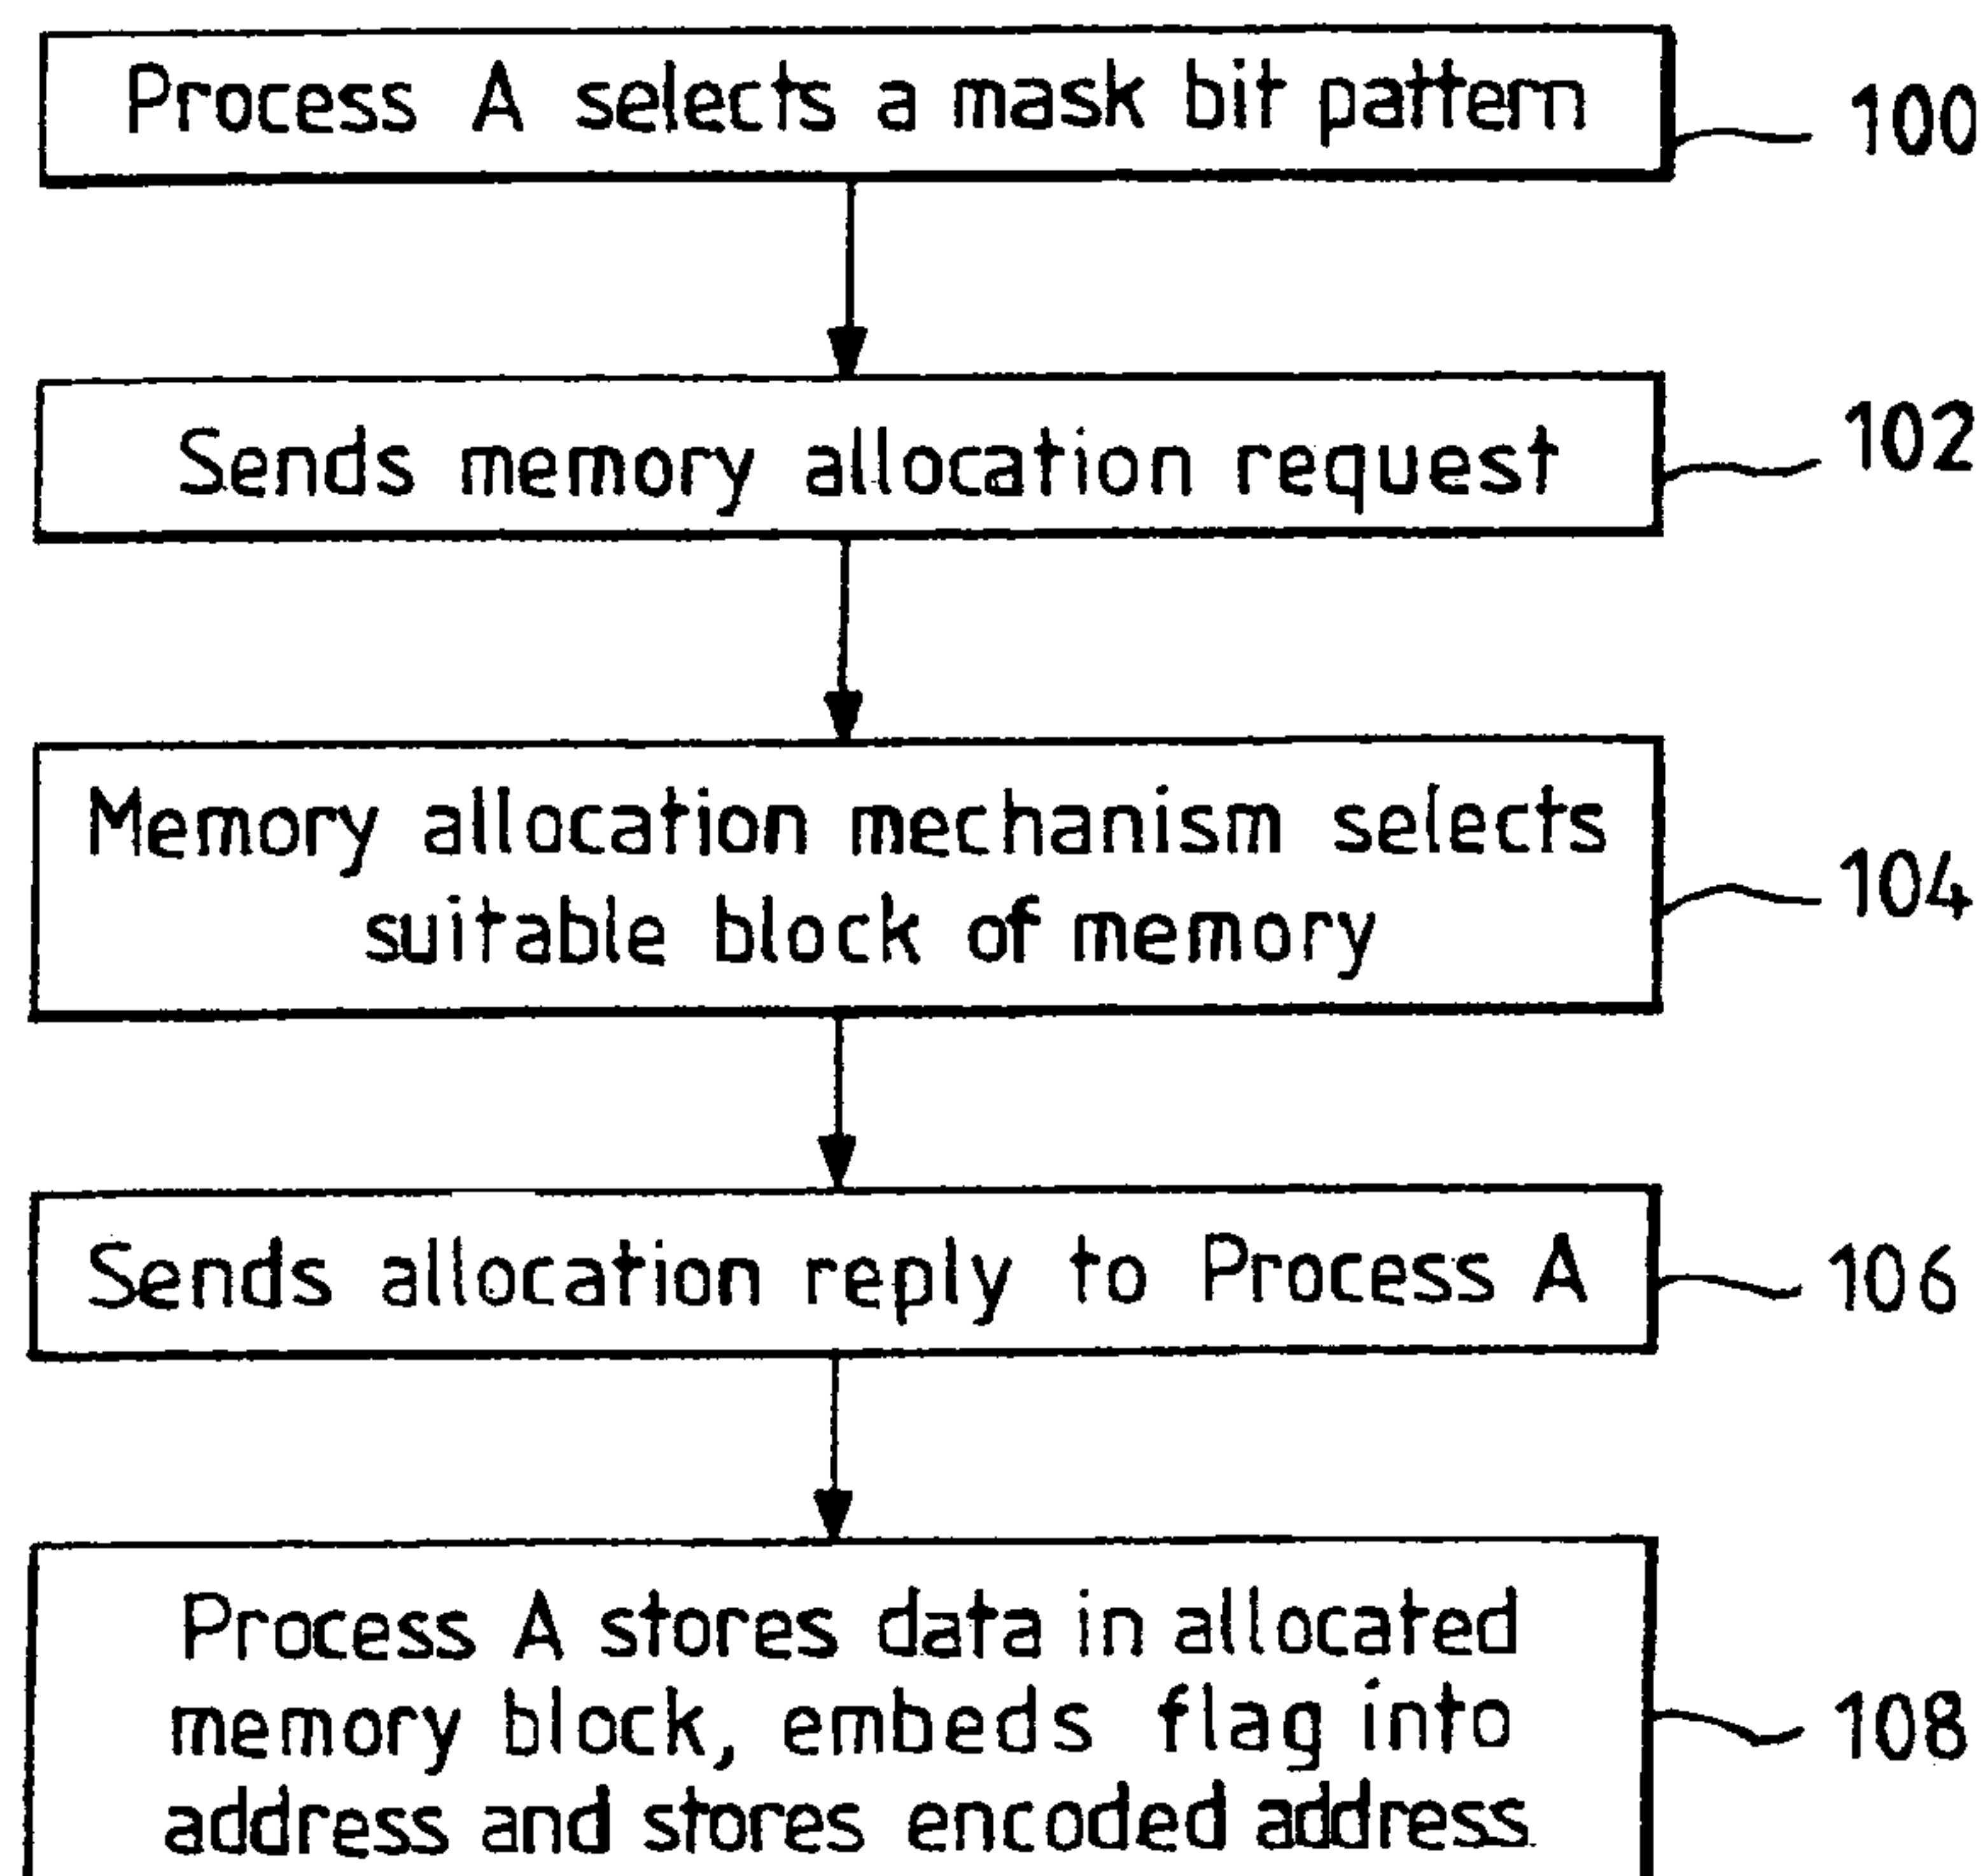 Process A selects a mask bit pattern
100
Sends memory allocation request
102
Memory allocation mechanism selects
suitable block of memory
104
Sends allocation reply to Process A
106
Process A stores data in allocated
memory block, embeds flag into
address and stores encoded address
108